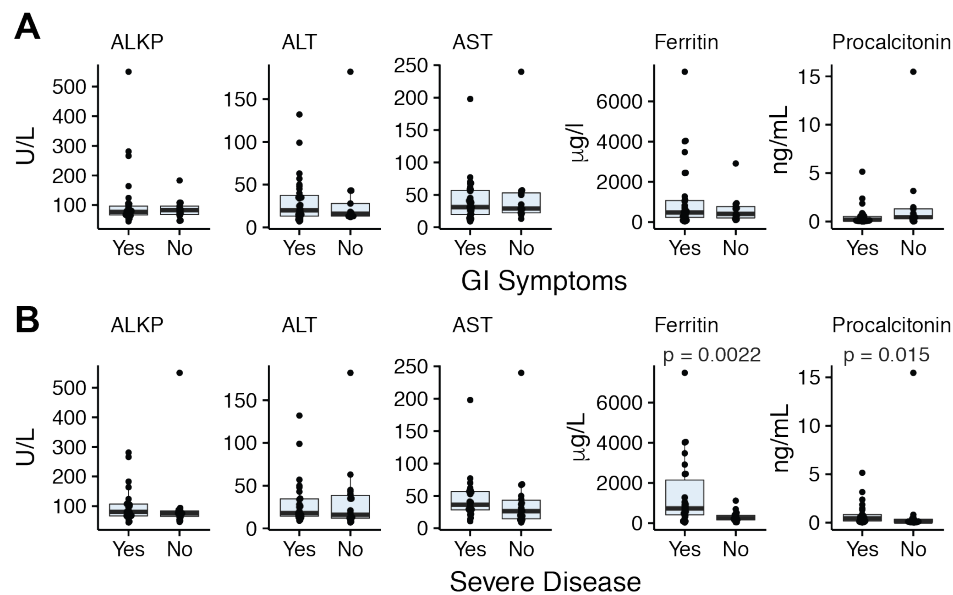 A
ALKP ALT AST Ferritin Procalcitonin
U/L
500
400
300
200
100
Yes No
150
100
50
0
Yes No
250
200
150
100
50
0
Yes No
µg/l
6000
4000
2000
0
Yes No
ng/mL
15
10
5
0
Yes No
GI Symptoms
B
ALKP ALT AST Ferritin Procalcitonin
p = 0.0022 p = 0.015
U/L
500
400
300
200
100
Yes No
150
100
50
0
Yes No
250
200
150
100
50
0
Yes No
µg/L
6000
4000
2000
0
Yes No
ng/mL
15
10
5
0
Yes No
Severe Disease